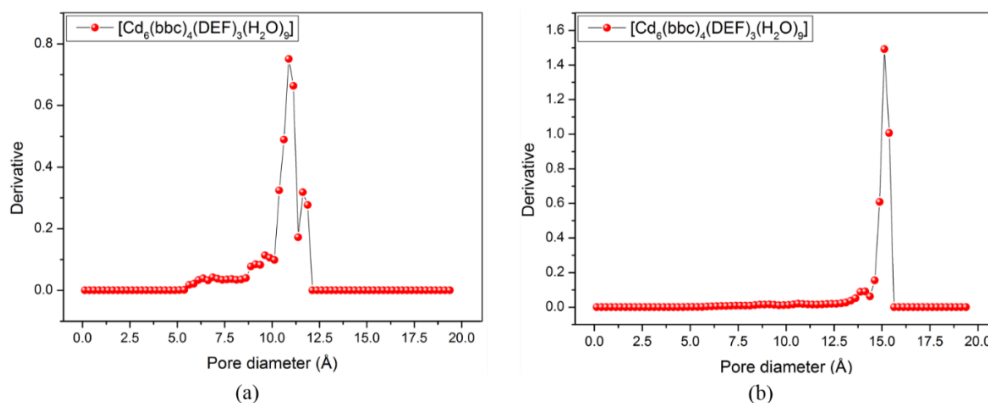 [Cd6(bbc)4(DEF)3(H2O)9]
0.8
0.6
0.4
0.2
0.0
Derivative
0.0 2.5 5.0 7.5 10.0 12.5 15.0 17.5 20.0
Pore diameter (Å)
(a)
[Cd6(bbc)4(DEF)3(H2O)9]
1.6
1.4
1.2
1.0
0.8
0.6
0.4
0.2
0.0
Derivative
0.0 2.5 5.0 7.5 10.0 12.5 15.0 17.5 20.0
Pore diameter (Å)
(b)